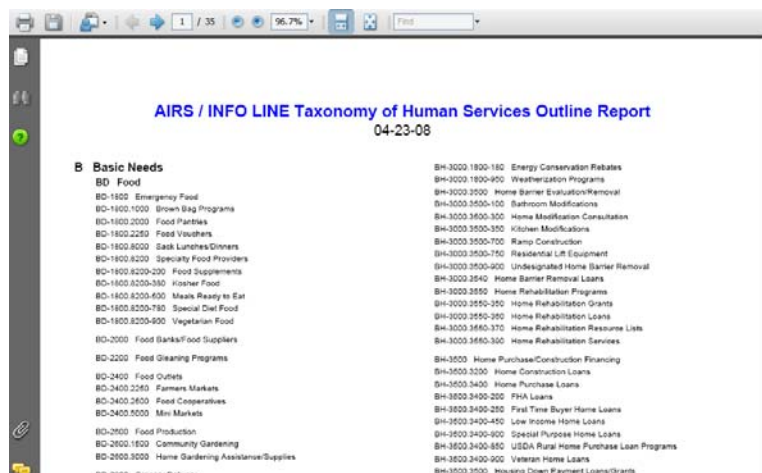 1 / 35
96.7%
Find
AIRS / INFO LINE Taxonomy of Human Services Outline Report
04-23-08
B Basic Needs
BD Food
BD-1800 Emergency Food
BD-1800.1000 Brown Bag Programs
BD-1800.2000 Food Pantries
BD-1800.2250 Food Vouchers
BD-1800.8000 Sack Lunches/Dinners
BD-1800.8200 Specialty Food Providers
BD-1800.8200-200 Food Supplements
BD-1800.8200-380 Kosher Food
BD-1800.8200-600 Meals Ready to Eat
BD-1800.8200-780 Special Diet Food
BD-1800.8200-900 Vegetarian Food
BD-2000 Food Banks/Food Suppliers
BD-2200 Food Gleaning Programs
BD-2400 Food Outlets
BD-2400.2250 Farmers Markets
BD-2400.2600 Food Cooperatives
BD-2400.5000 Mini Markets
BD-2600 Food Production
BD-2600.1600 Community Gardening
BD-2600.3000 Home Gardening Assistance/Supplies
BH-3000.1800-180 Energy Conservation Rebates
BH-3000.1800-950 Weatherization Programs
BH-3000.3500 Home Barrier Evaluation/Removal
BH-3000.3500-100 Bathroom Modifications
BH-3000.3500-300 Home Modification Consultation
BH-3000.3500-350 Kitchen Modifications
BH-3000.3500-700 Ramp Construction
BH-3000.3500-750 Residential Lift Equipment
BH-3000.3500-900 Undesignated Home Barrier Removal
BH-3000.3540 Home Barrier Removal Loans
BH-3000.3550 Home Rehabilitation Programs
BH-3000.3550-350 Home Rehabilitation Grants
BH-3000.3550-360 Home Rehabilitation Loans
BH-3000.3550-370 Home Rehabilitation Resource Lists
BH-3000.3550-390 Home Rehabilitation Services
BH-3500 Home Purchase/Construction Financing
BH-3500.3200 Home Construction Loans
BH-3500.3400 Home Purchase Loans
BH-3500.3400-200 FHA Loans
BH-3500.3400-250 First Time Buyer Home Loans
BH-3500.3400-450 Low Income Home Loans
BH-3500.3400-800 Special Purpose Home Loans
BH-3500.3400-850 USDA Rural Home Purchase Loan Programs
BH-3500.3400-900 Veteran Home Loans
BH-3500.3500 Housing Down Payment Loans/Grants